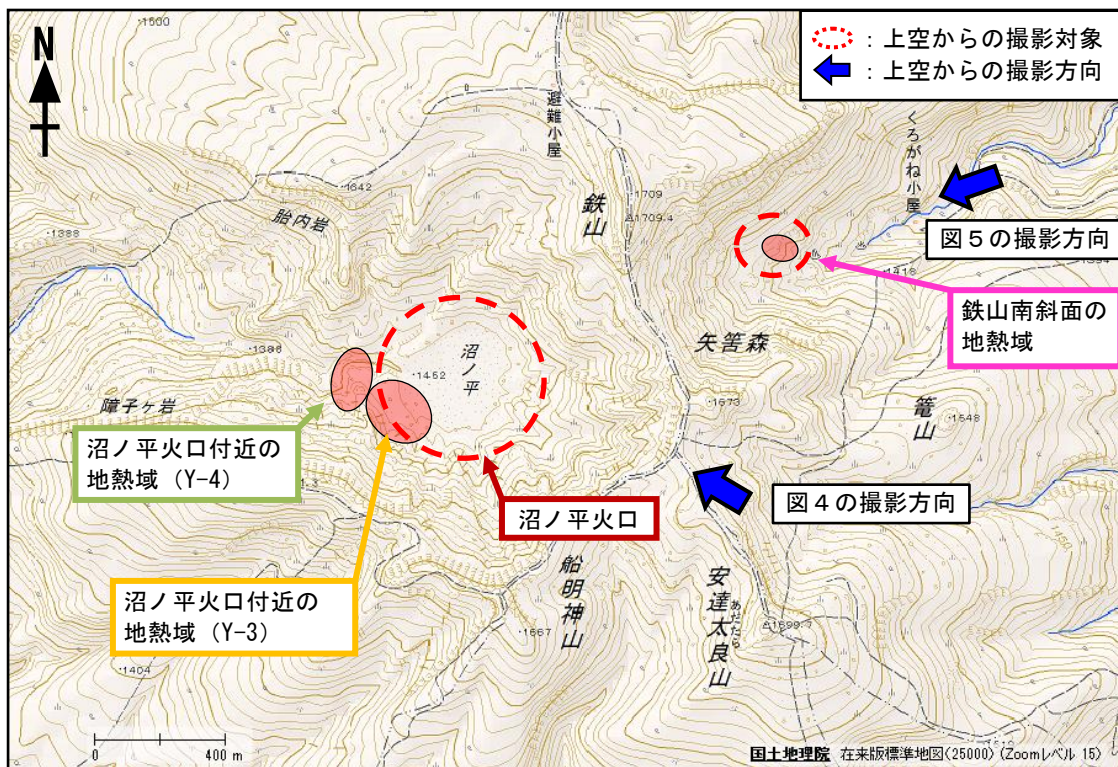 N
：上空からの撮影対象
：上空からの撮影方向
・1500
避難小屋
くろがね小屋
・1642
・1709
鉄山
△1709.4
胎内岩
・1388
図５の撮影方向
・1418
1394
鉄山南斜面の
地熱域
矢筈森
沼ノ平
・1386
・1452
障子ヶ岩
・1673
篭山
・1548
沼ノ平火口付近の
地熱域（Y-4）
沼ノ平火口
図４の撮影方向
1450
沼ノ平火口付近の
地熱域（Y-3）
船明神山
安達太良山
あだたら
・1667
△1699.7
・1404
0
400 m
国土地理院 在来版標準地図(25000) (Zoomレベル 15)